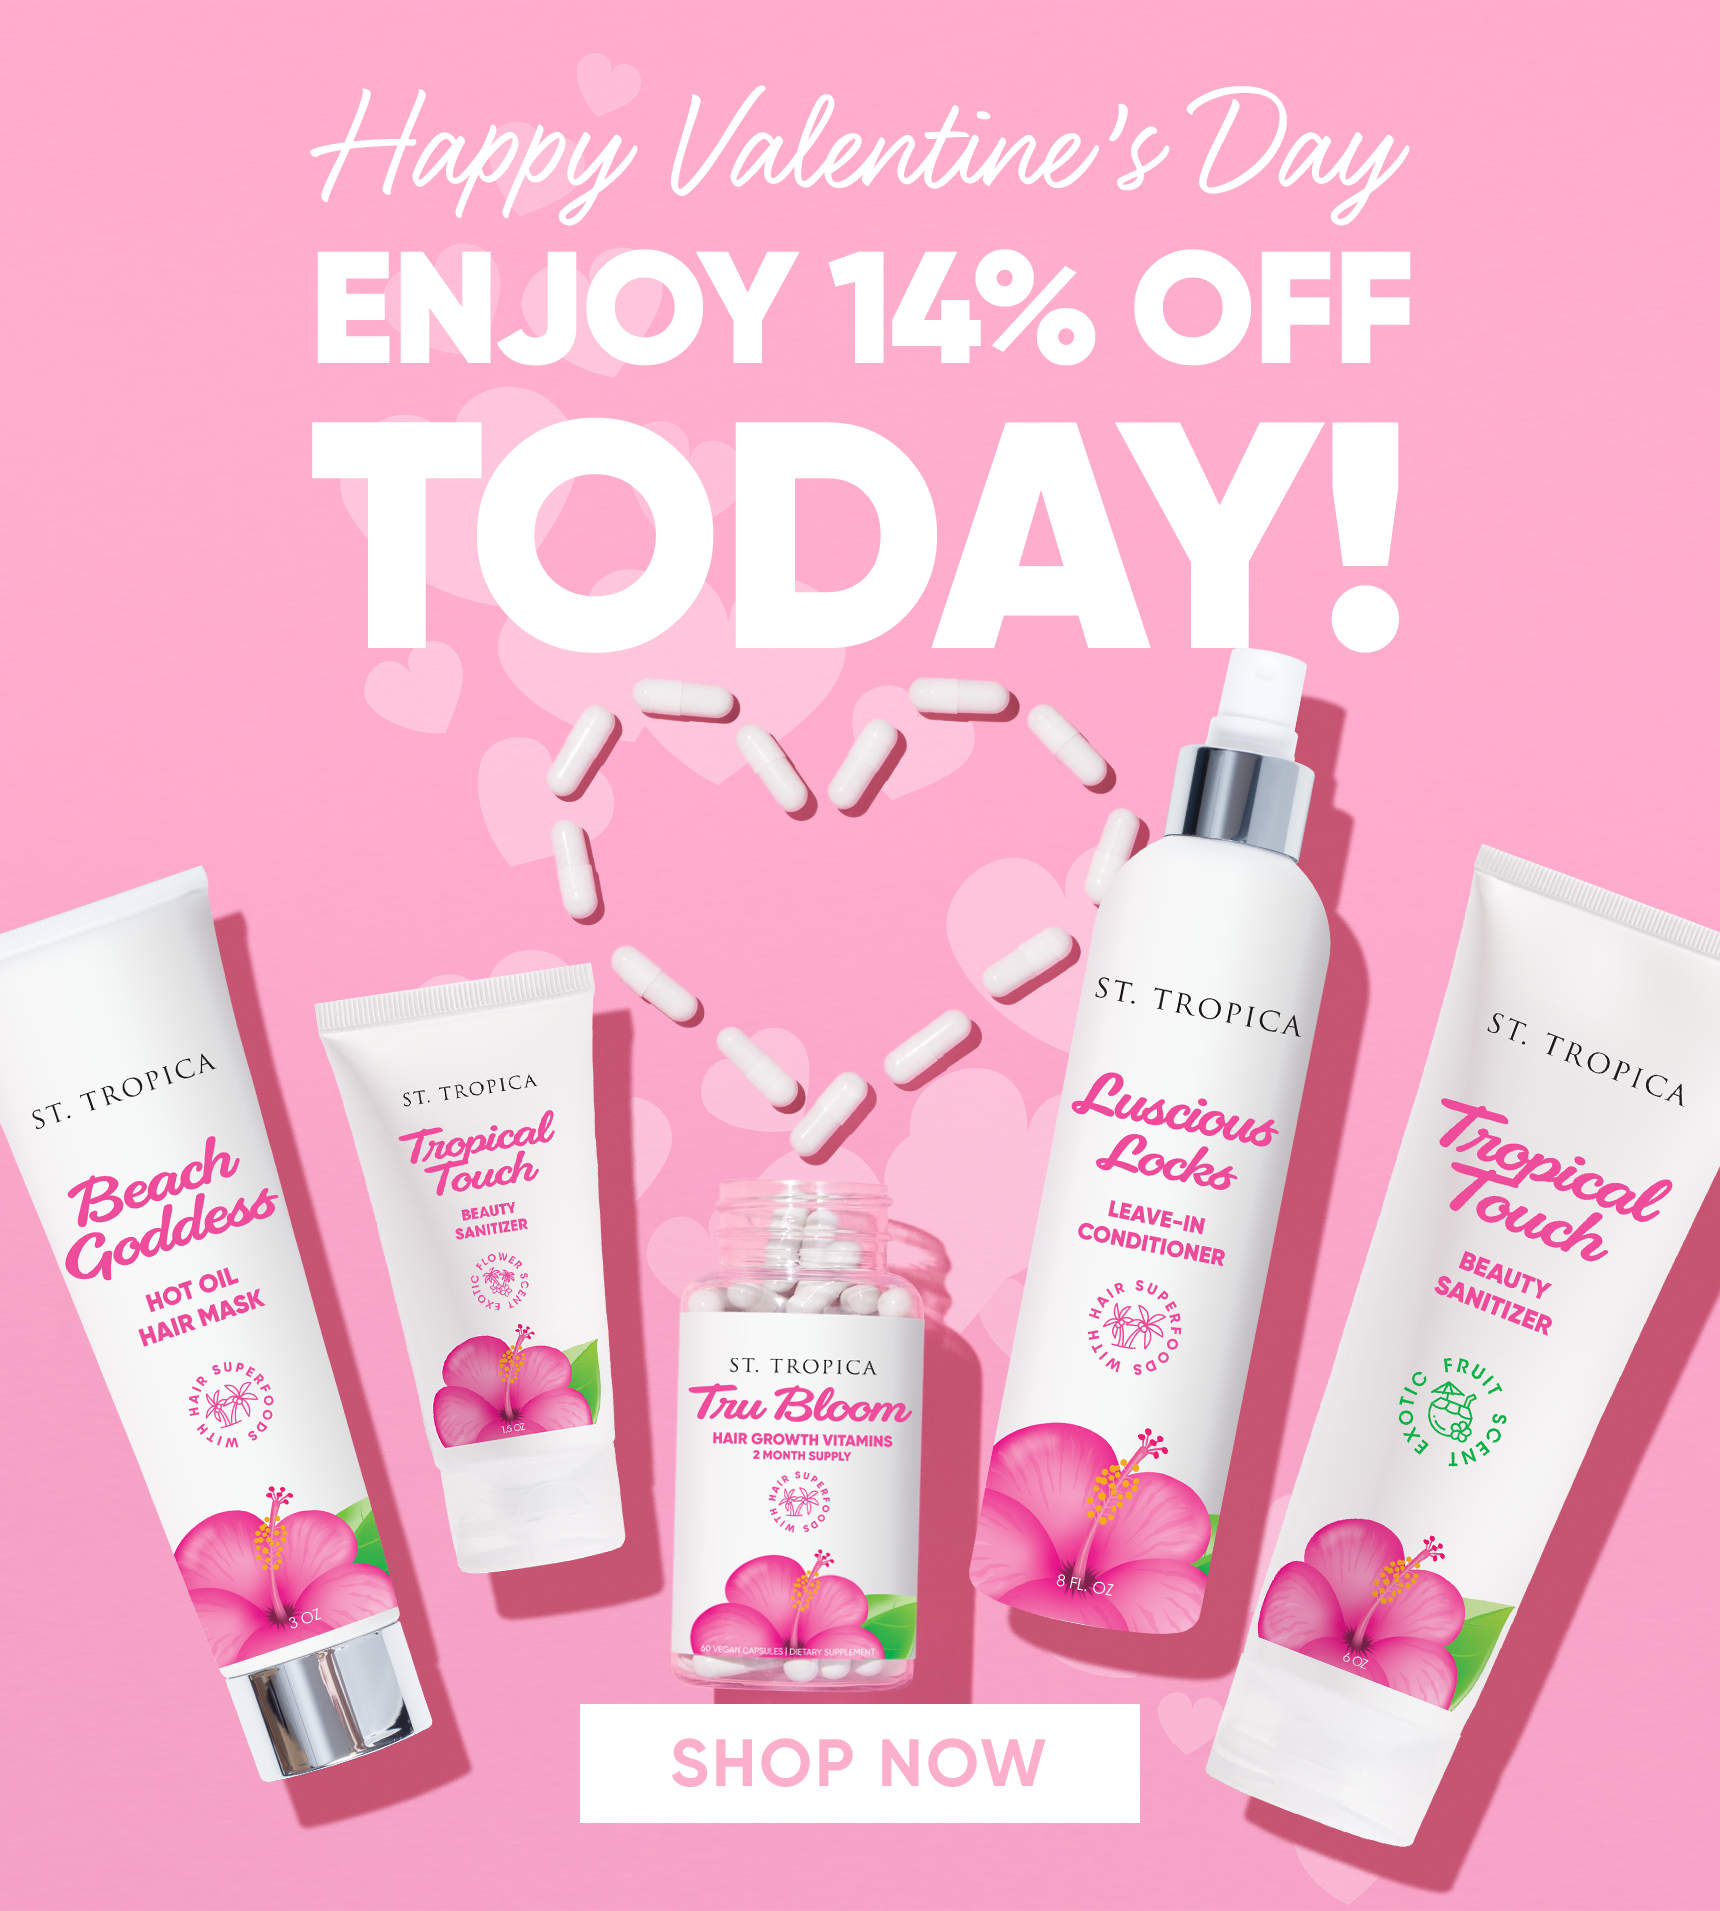 Happy Valentine's Day
ENJOY 14% OFF
TODAY!
ST. TROPICA
Beach
Goddess
HOT OIL
HAIR MASK
WITH HAIR SUPERFOODS
3 OZ
ST. TROPICA
Tropical
Touch
BEAUTY
SANITIZER
EXOTIC FLOWER SCENT
1.5 OZ
ST. TROPICA
Tru Bloom
HAIR GROWTH VITAMINS
2 MONTH SUPPLY
WITH HAIR SUPERFOODS
60 VEGAN CAPSULES | DIETARY SUPPLEMENT
ST. TROPICA
Luscious
Locks
LEAVE-IN
CONDITIONER
WITH HAIR SUPERFOODS
8 FL. OZ
ST. TROPICA
Tropical
Touch
BEAUTY
SANITIZER
EXOTIC FRUIT SCENT
6 OZ
SHOP NOW